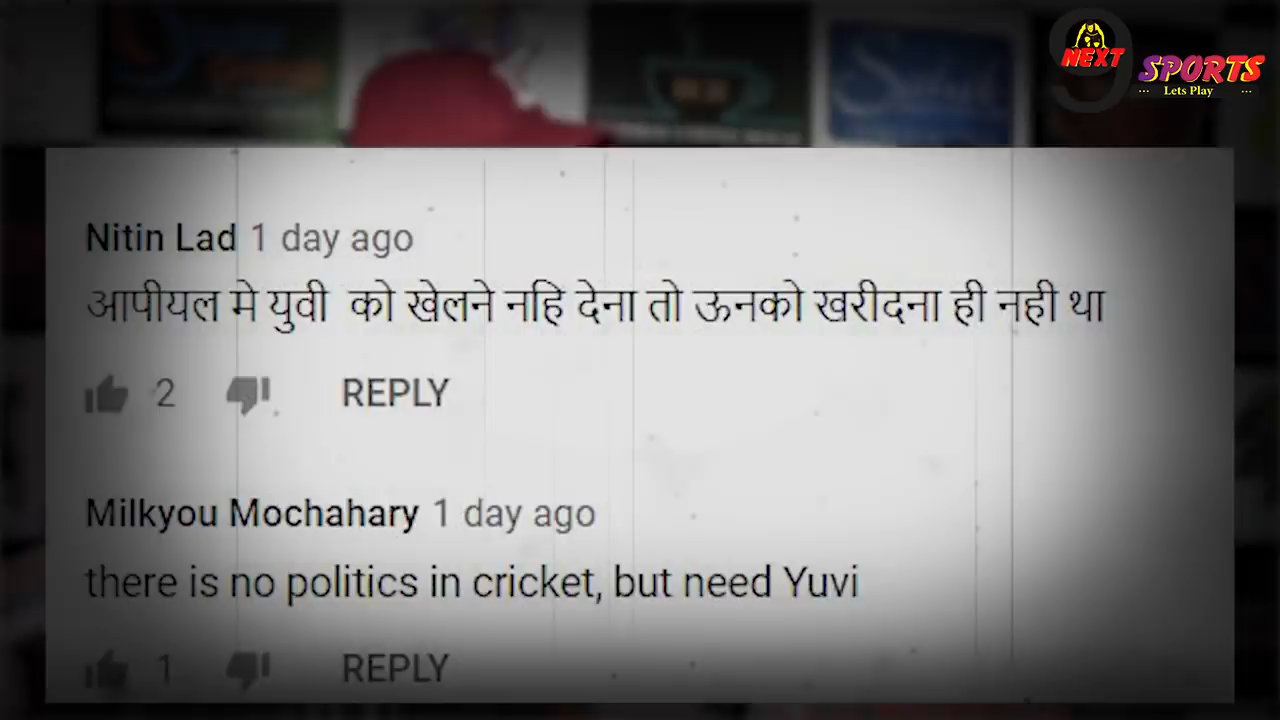 NEXT
9
SPORTS
Lets Play
Nitin Lad 1 day ago
आपीयल मे युवी को खेलने नहि देना तो ऊनको खरीदना ही नही था
2 REPLY
Milkyou Mochahary 1 day ago
there is no politics in cricket, but need Yuvi
1 REPLY